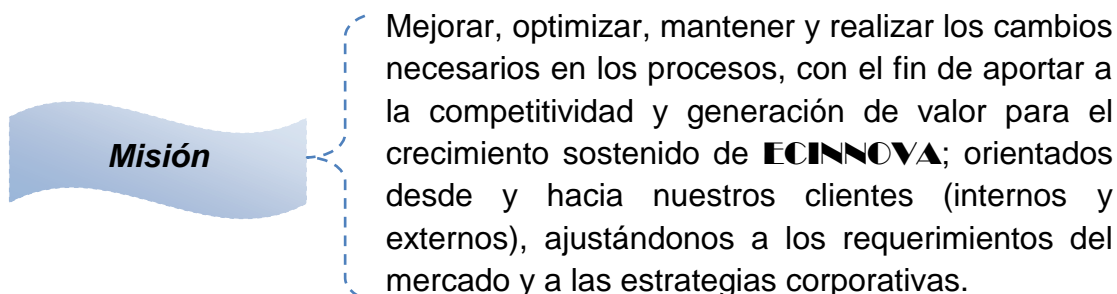 Misión
Mejorar, optimizar, mantener y realizar los cambios
necesarios en los procesos, con el fin de aportar a
la competitividad y generación de valor para el
crecimiento sostenido de ECINNOVA; orientados
desde y hacia nuestros clientes (internos y
externos), ajustándonos a los requerimientos del
mercado y a las estrategias corporativas.